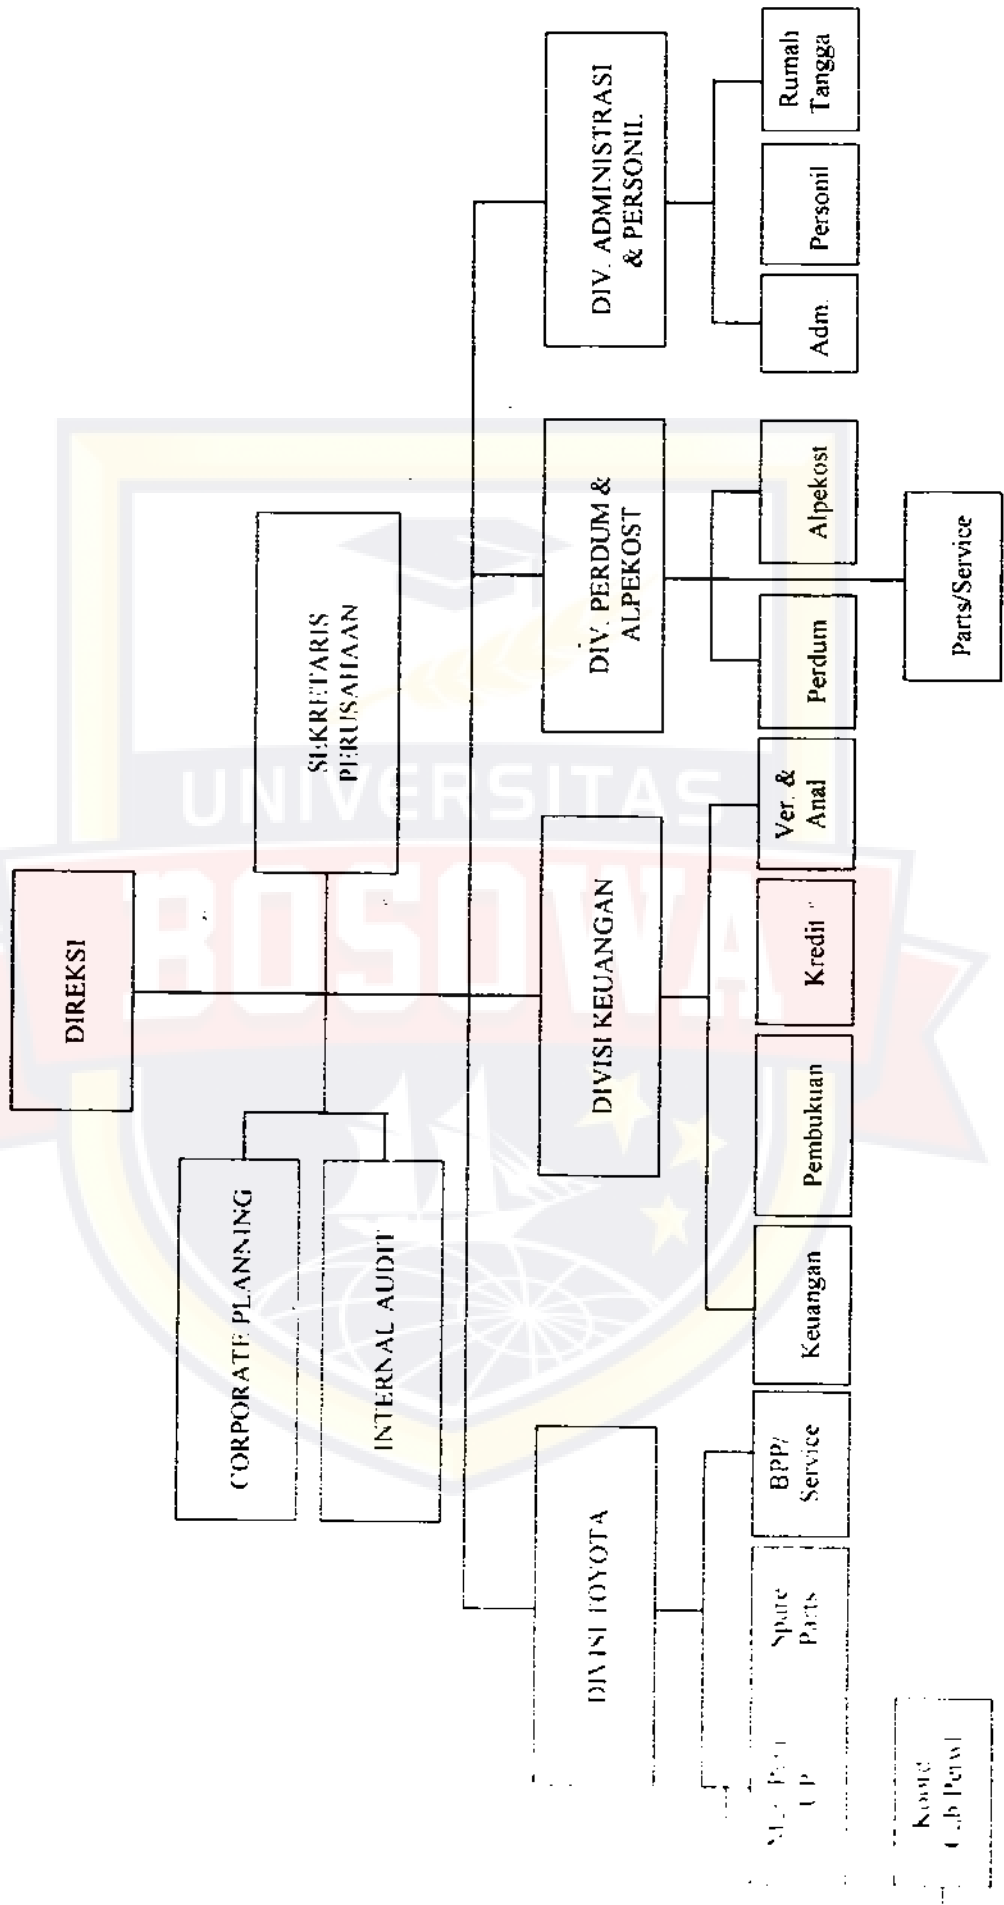 DIREKSI
CORPORATE PLANNING
INTERNAL AUDIT
SEKRETARIS
PERUSAHAAN
DIVISI TOYOTA
DIVISI KEUANGAN
DIV. PERDUM &
ALPEKOST
DIV. ADMINISTRASI
& PERSONIL
Spare
Parts
BPP/
Service
Keuangan
Pembukuan
Kredit
Ver. &
Anal
Perdum
Alpekost
Adm.
Personil
Rumah
Tangga
Parts/Service
UNIVERSITAS
BOSOWA